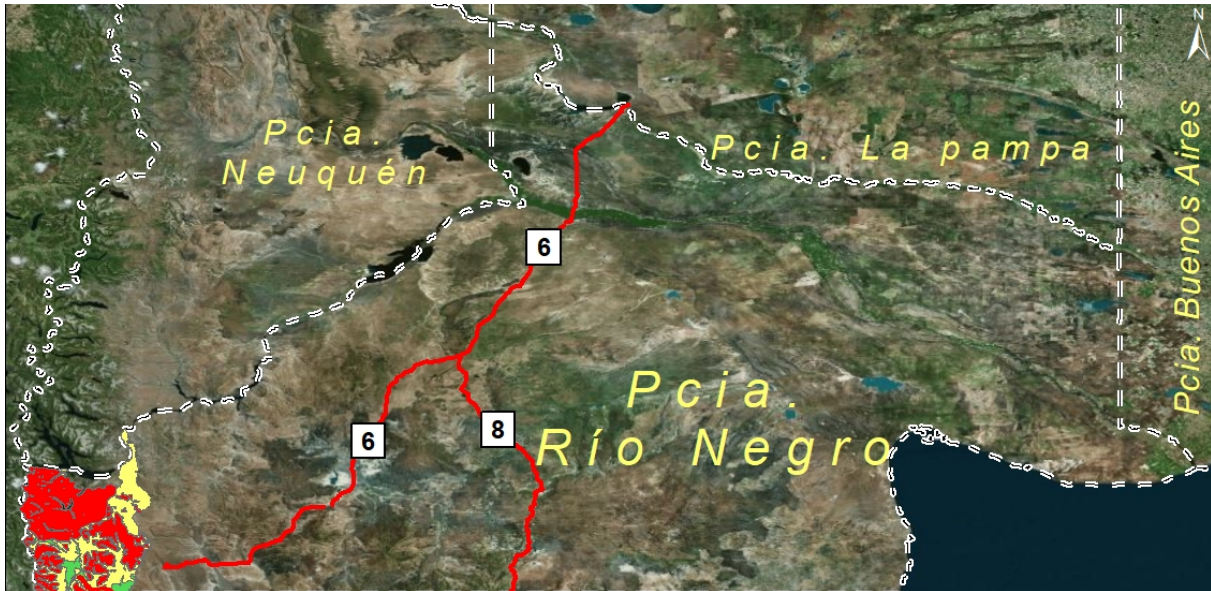 N
Pcia.
Neuquén
Pcia. La pampa
Pcia. Buenos Aires
6
Pcia.
Río Negro
6
8